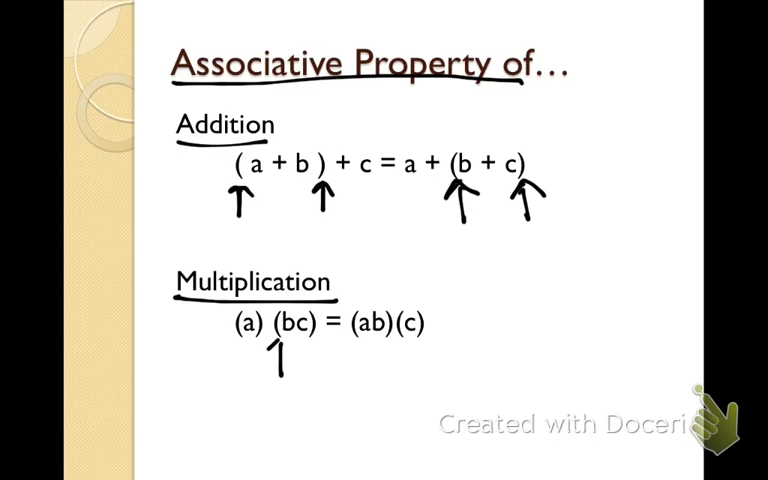 Associative Property of...
Addition
( a + b ) + c = a + (b + c)
Multiplication
(a) (bc) = (ab)(c)
Created with Doceri